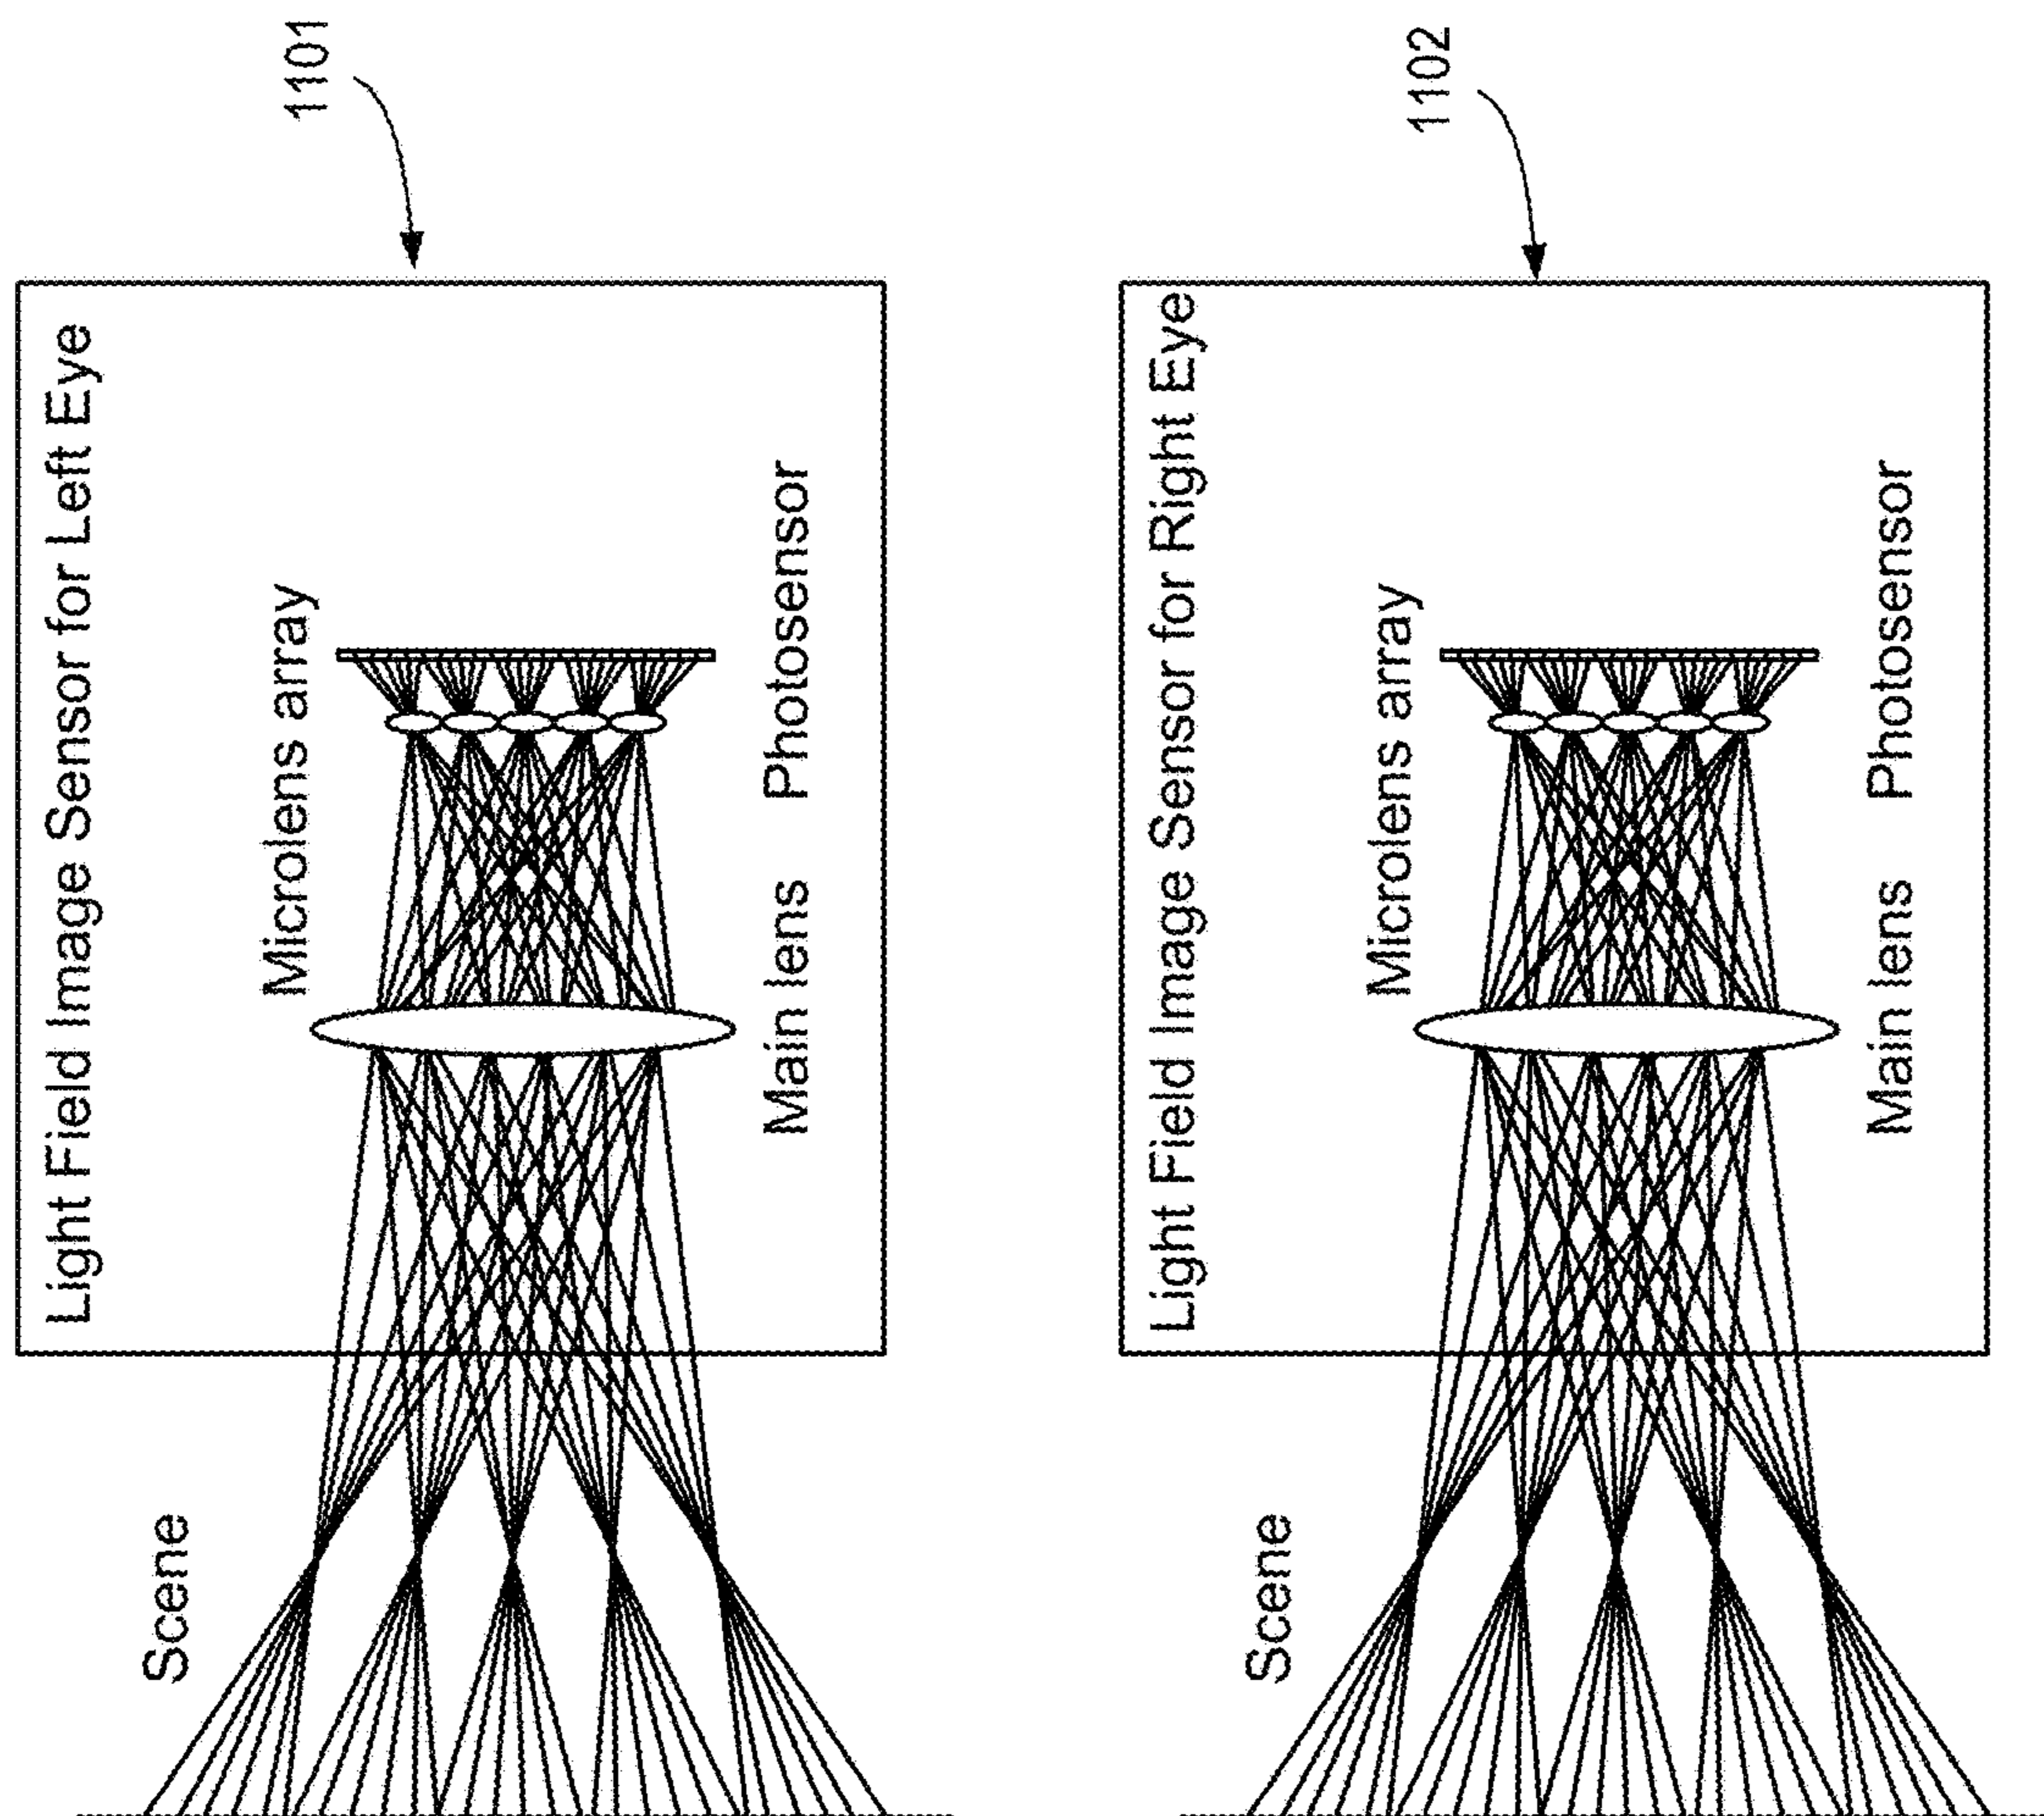 1101
Light Field Image Sensor for Left Eye
Microlens array
Scene
Main lens
Photosensor
1102
Light Field Image Sensor for Right Eye
Microlens array
Scene
Main lens
Photosensor